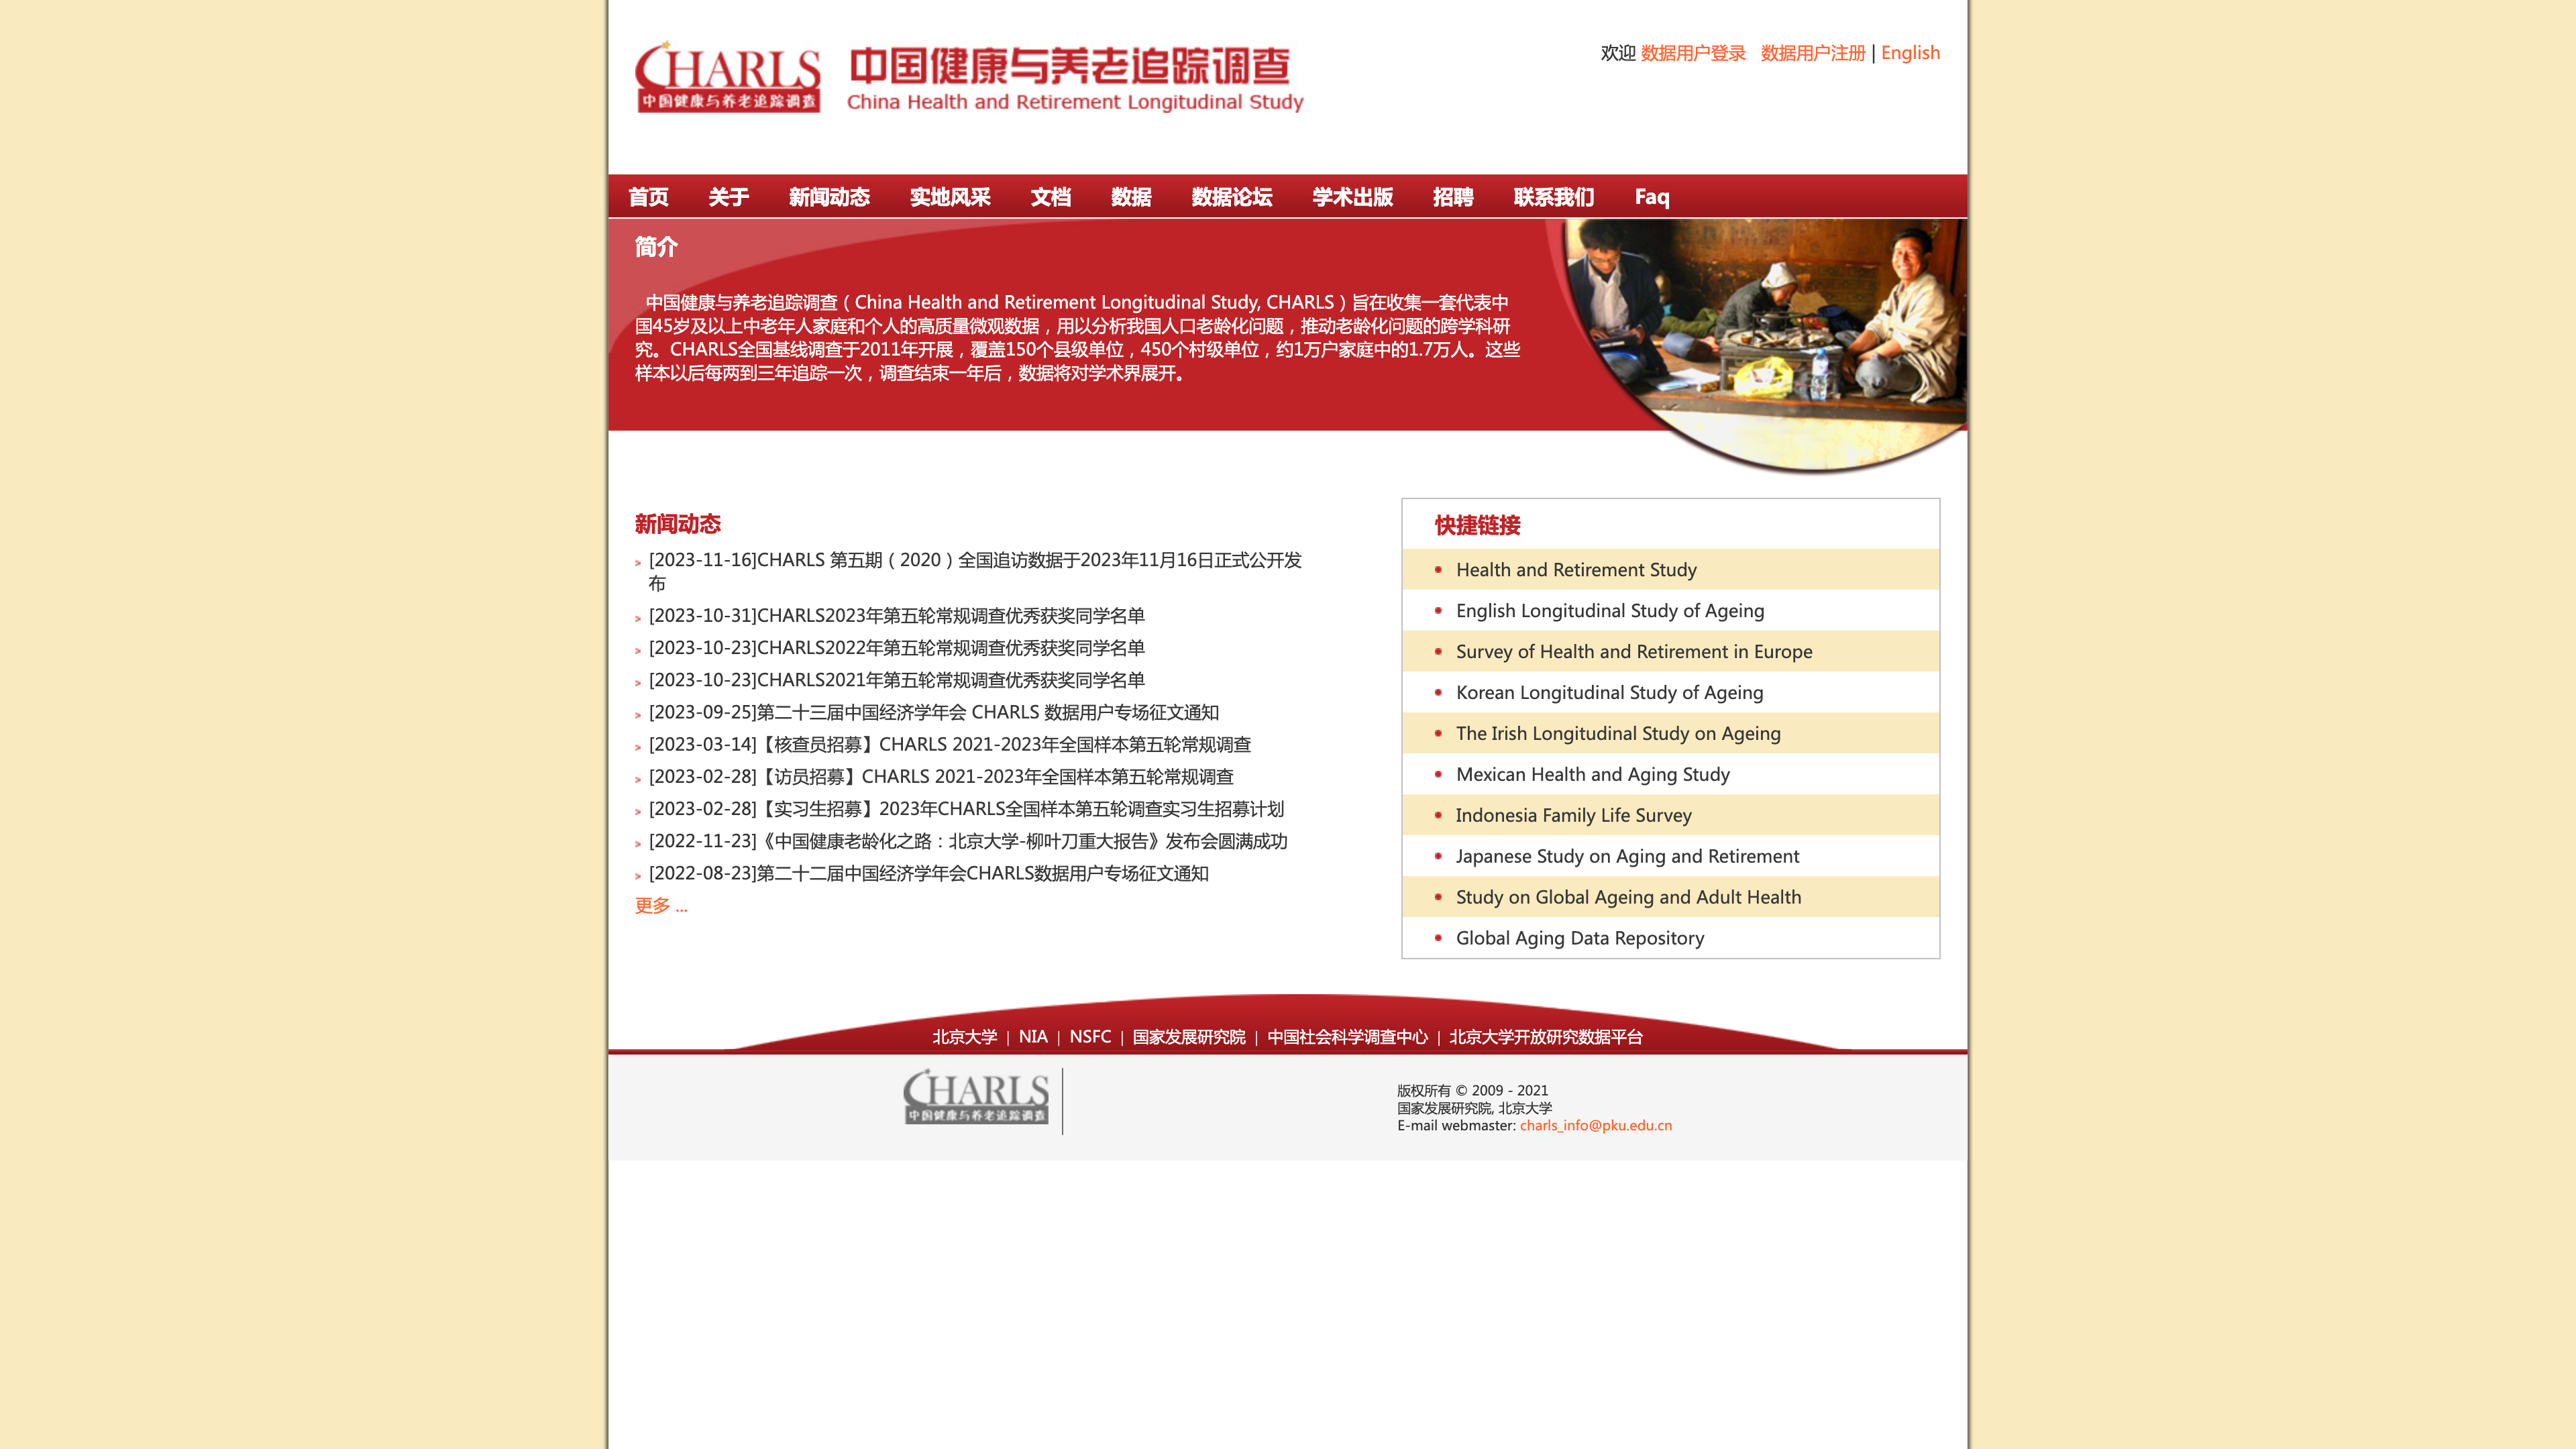 CHARLS
中国健康与养老追踪调查
中国健康与养老追踪调查
China Health and Retirement Longitudinal Study
欢迎 数据用户登录 数据用户注册 | English
首页 关于 新闻动态 实地风采 文档 数据 数据论坛 学术出版 招聘 联系我们 Faq
简介
中国健康与养老追踪调查（China Health and Retirement Longitudinal Study, CHARLS）旨在收集一套代表中
国45岁及以上中老年人家庭和个人的高质量微观数据，用以分析我国人口老龄化问题，推动老龄化问题的跨学科研
究。CHARLS全国基线调查于2011年开展，覆盖150个县级单位，450个村级单位，约1万户家庭中的1.7万人。这些
样本以后每两到三年追踪一次，调查结束一年后，数据将对学术界展开。
新闻动态
[2023-11-16]CHARLS 第五期（2020）全国追访数据于2023年11月16日正式公开发
布
[2023-10-31]CHARLS2023年第五轮常规调查优秀获奖同学名单
[2023-10-23]CHARLS2022年第五轮常规调查优秀获奖同学名单
[2023-10-23]CHARLS2021年第五轮常规调查优秀获奖同学名单
[2023-09-25]第二十三届中国经济学年会 CHARLS 数据用户专场征文通知
[2023-03-14]【核查员招募】CHARLS 2021-2023年全国样本第五轮常规调查
[2023-02-28]【访员招募】CHARLS 2021-2023年全国样本第五轮常规调查
[2023-02-28]【实习生招募】2023年CHARLS全国样本第五轮调查实习生招募计划
[2022-11-23]《中国健康老龄化之路：北京大学-柳叶刀重大报告》发布会圆满成功
[2022-08-23]第二十二届中国经济学年会CHARLS数据用户专场征文通知
更多 ...
快捷链接
Health and Retirement Study
English Longitudinal Study of Ageing
Survey of Health and Retirement in Europe
Korean Longitudinal Study of Ageing
The Irish Longitudinal Study on Ageing
Mexican Health and Aging Study
Indonesia Family Life Survey
Japanese Study on Aging and Retirement
Study on Global Ageing and Adult Health
Global Aging Data Repository
北京大学 | NIA | NSFC | 国家发展研究院 | 中国社会科学调查中心 | 北京大学开放研究数据平台
CHARLS
中国健康与养老追踪调查
版权所有 © 2009 - 2021
国家发展研究院, 北京大学
E-mail webmaster: charls_info@pku.edu.cn